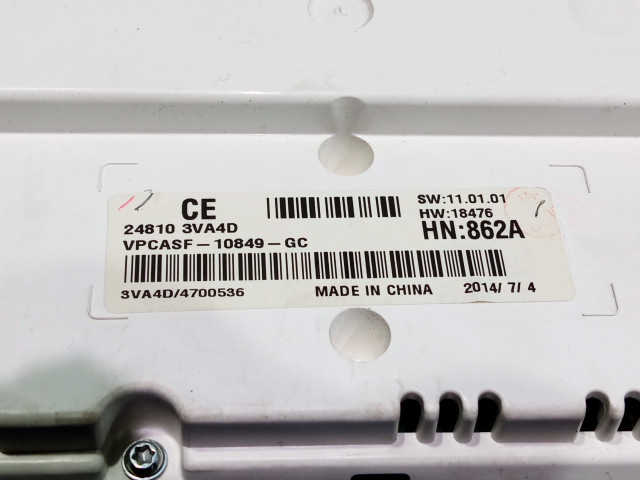 CE
SW:11.01.01
24810 3VA4D
HW:18476
VPCASF-10849-GC
HN:862A
3VA4D/4700536 MADE IN CHINA 2014/ 7/ 4